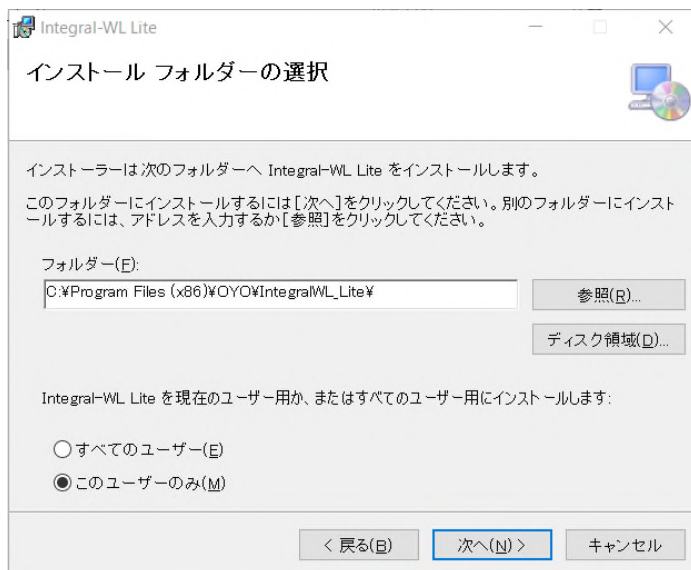 Integral-WL Lite
インストール フォルダーの選択
インストーラーは次のフォルダーへ Integral-WL Lite をインストールします。
このフォルダーにインストールするには[次へ]をクリックしてください。別のフォルダーにインスト
ールするには、アドレスを入力するか[参照]をクリックしてください。
フォルダー(F):
C:¥Program Files (x86)¥OYO¥IntegralWL_Lite¥
参照(R)...
ディスク領域(D)...
Integral-WL Lite を現在のユーザー用か、またはすべてのユーザー用にインストールします:
すべてのユーザー(E)
このユーザーのみ(M)
< 戻る(B)
次へ(N) >
キャンセル